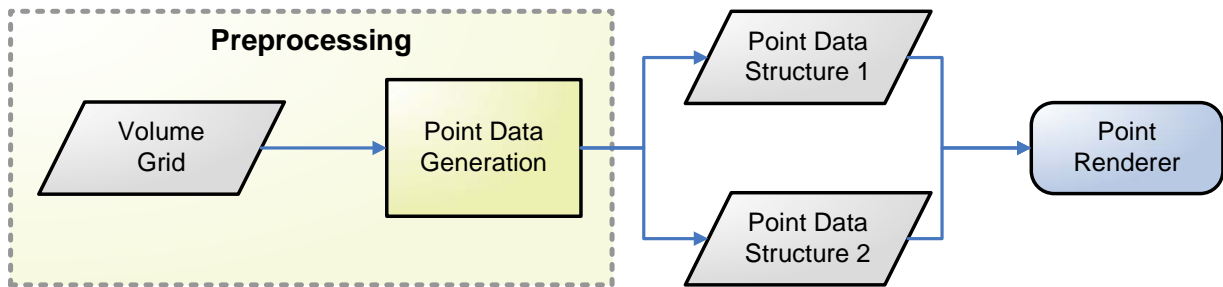 Preprocessing
Volume
Grid
Point Data
Generation
Point Data
Structure 1
Point Data
Structure 2
Point
Renderer